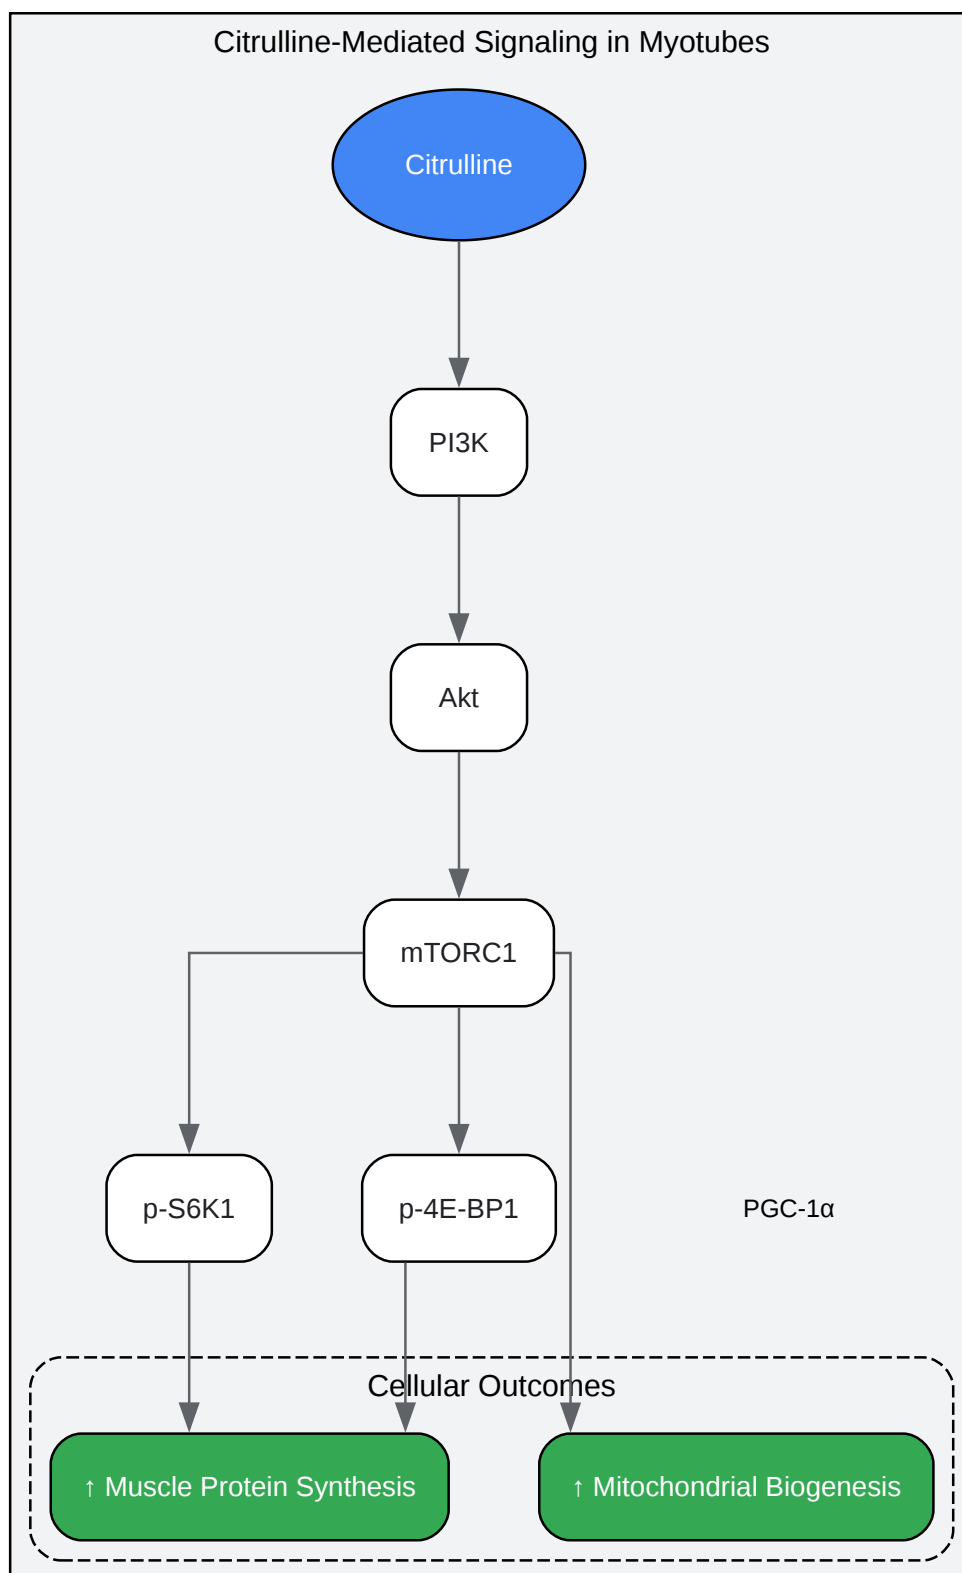 Citrulline-Mediated Signaling in Myotubes
Citrulline
PI3K
Akt
mTORC1
p-S6K1
p-4E-BP1
PGC-1α
Cellular Outcomes
↑ Muscle Protein Synthesis
↑ Mitochondrial Biogenesis